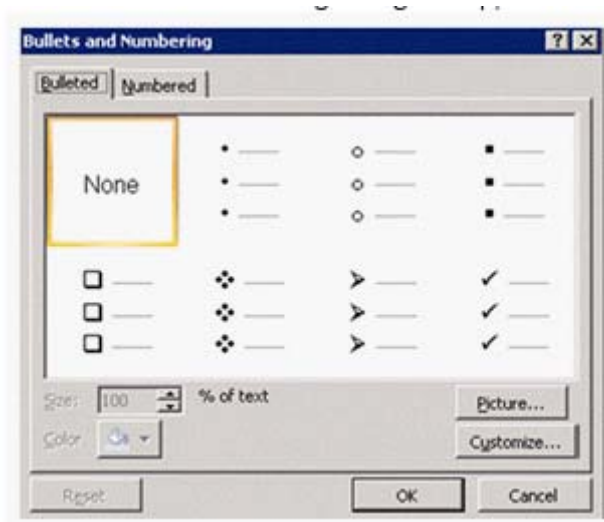 Bullets and Numbering
Bulleted Numbered
None
Size: 100 % of text Picture...
Color Customize...
Reset OK Cancel